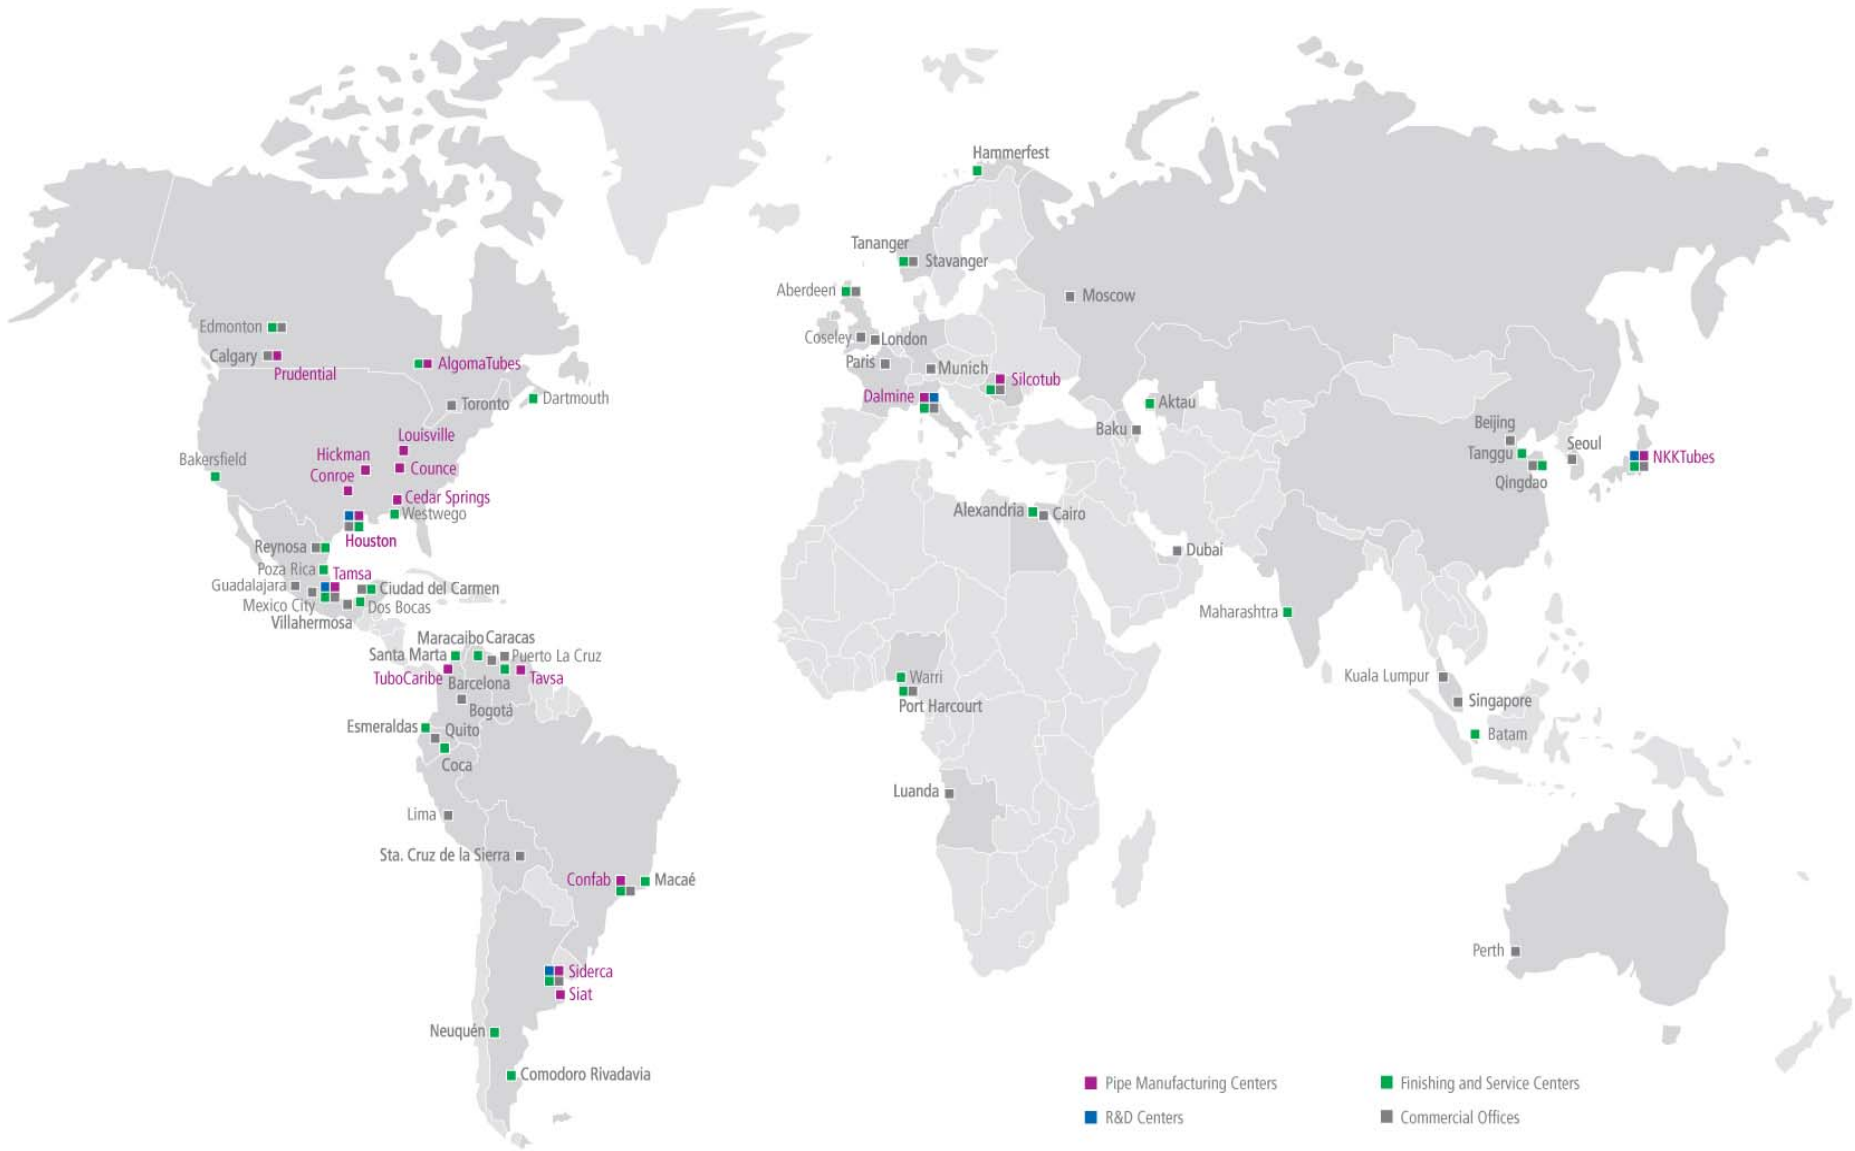 Hammerfest
Tananger
Stavanger
Aberdeen
Moscow
Edmonton
Coseley
London
Calgary
Paris
Munich
AlgomaTubes
Prudential
Silcotub
Dalmine
Dartmouth
Toronto
Aktau
Baku
Beijing
Louisville
Seoul
Hickman
Tanggu
NKKTubes
Bakersfield
Counce
Conroe
Qingdao
Cedar Springs
Westwego
Alexandria
Cairo
Houston
Reynosa
Dubai
Poza Rica
Tamsa
Guadalajara
Ciudad del Carmen
Mexico City
Dos Bocas
Villahermosa
Maharashtra
Maracaibo
Caracas
Santa Marta
Puerto La Cruz
TuboCaribe
Barcelona
Tavsa
Warri
Kuala Lumpur
Bogotá
Port Harcourt
Singapore
Esmeraldas
Quito
Batam
Coca
Luanda
Lima
Sta. Cruz de la Sierra
Confab
Macaé
Perth
Siderca
Siat
Neuquén
Comodoro Rivadavia
Pipe Manufacturing Centers
Finishing and Service Centers
R&D Centers
Commercial Offices